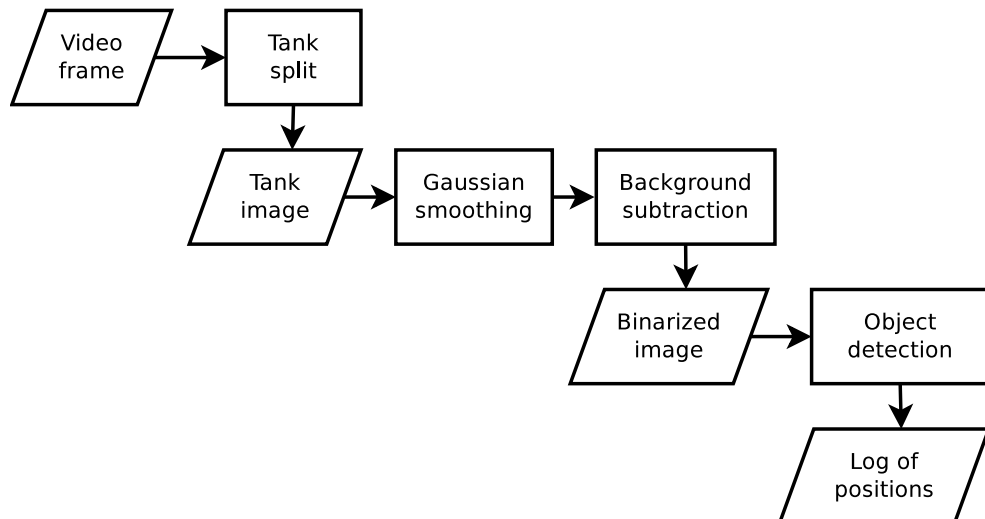 Video
frame
Tank
split
Tank
image
Gaussian
smoothing
Background
subtraction
Binarized
image
Object
detection
Log of
positions